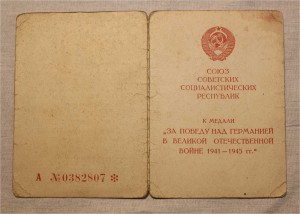 А №0382807 *
СОЮЗ
СОВЕТСКИХ
СОЦИАЛИСТИЧЕСКИХ
РЕСПУБЛИК
К МЕДАЛИ
„ЗА ПОБЕДУ НАД ГЕРМАНИЕЙ
В ВЕЛИКОЙ ОТЕЧЕСТВЕННОЙ
ВОЙНЕ 1941—1945 гг.“